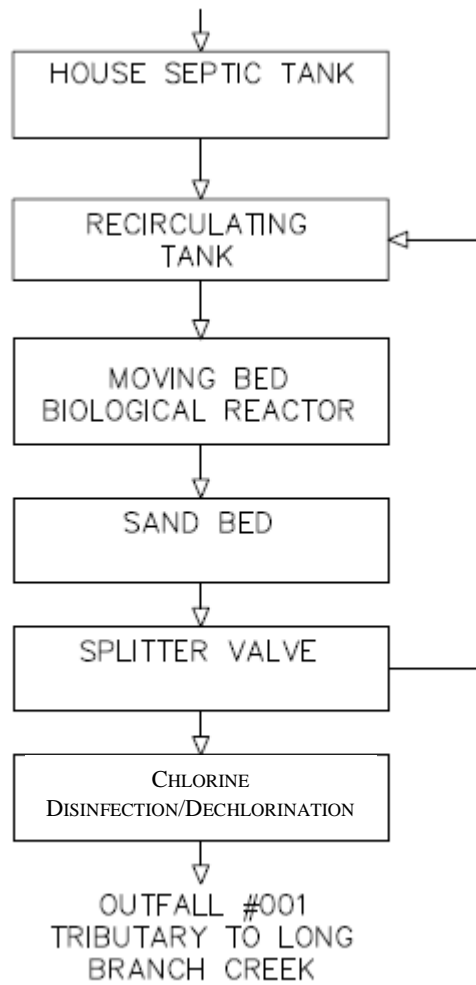 HOUSE SEPTIC TANK
RECIRCULATING
TANK
MOVING BED
BIOLOGICAL REACTOR
SAND BED
SPLITTER VALVE
CHLORINE
DISINFECTION/DECHLORINATION
OUTFALL #001
TRIBUTARY TO LONG
BRANCH CREEK